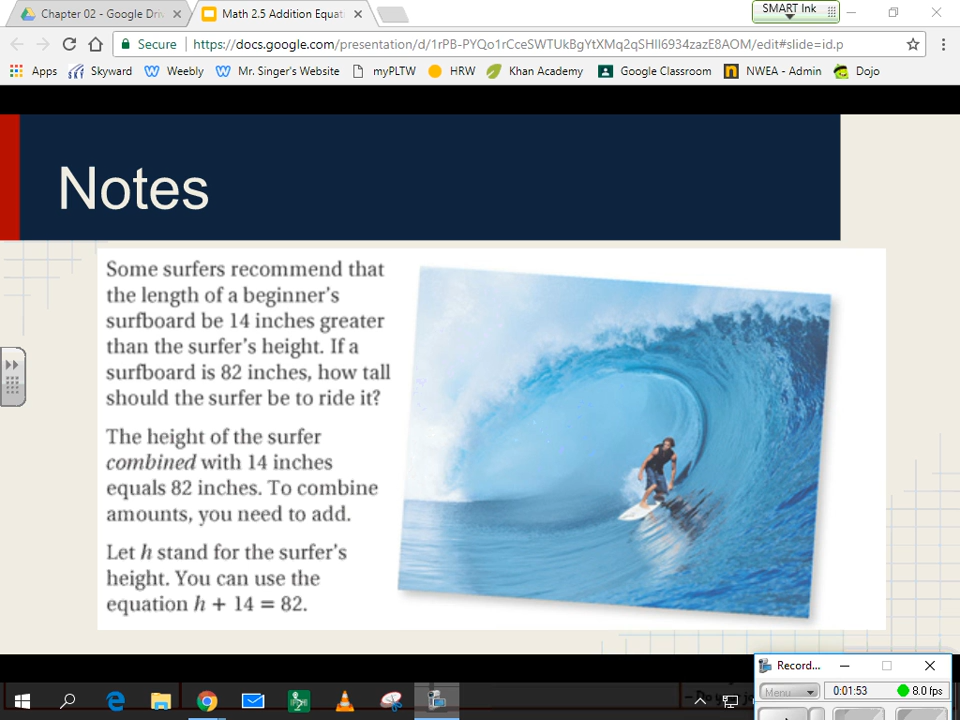 Chapter 02 - Google Dri
Math 2.5 Addition Equat
SMART Ink
Secure
https://docs.google.com/presentation/d/1rPB-PYQo1rCceSWTUkBgYtXMq2qSHII6934zazE8AOM/edit#slide=id.p
Apps Skyward Weebly Mr. Singer's Website myPLTW HRW Khan Academy Google Classroom NWEA - Admin Dojo
Notes
Some surfers recommend that
the length of a beginner's
surfboard be 14 inches greater
than the surfer's height. If a
surfboard is 82 inches, how tall
should the surfer be to ride it?
The height of the surfer
combined with 14 inches
equals 82 inches. To combine
amounts, you need to add.
Let h stand for the surfer's
height. You can use the
equation h + 14 = 82.
Record...
Menu 0:01:53 8.0 fps